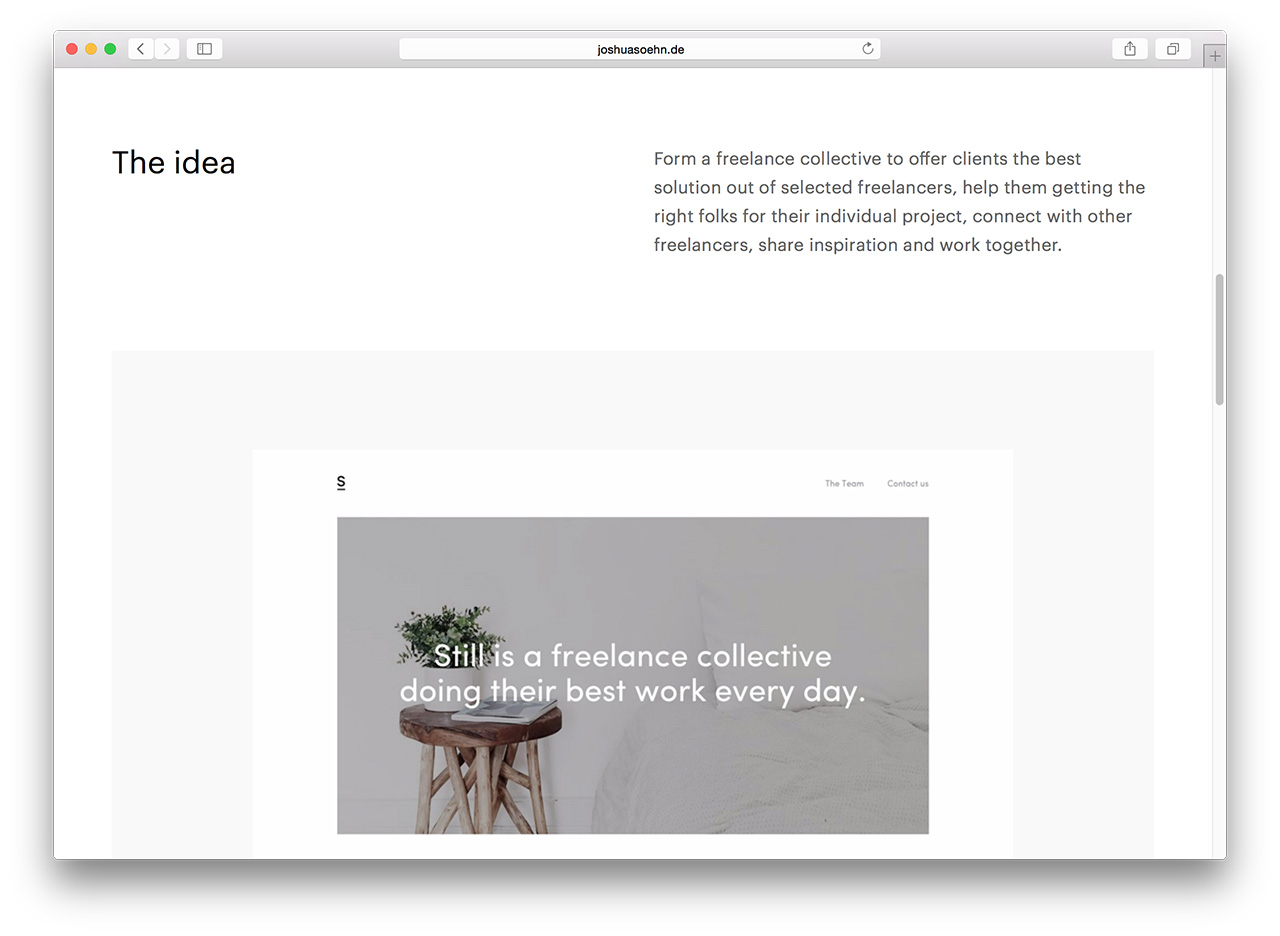 joshuasoehn.de
The idea
Form a freelance collective to offer clients the best
solution out of selected freelancers, help them getting the
right folks for their individual project, connect with other
freelancers, share inspiration and work together.
S
The Team
Contact us
Still is a freelance collective
doing their best work every day.